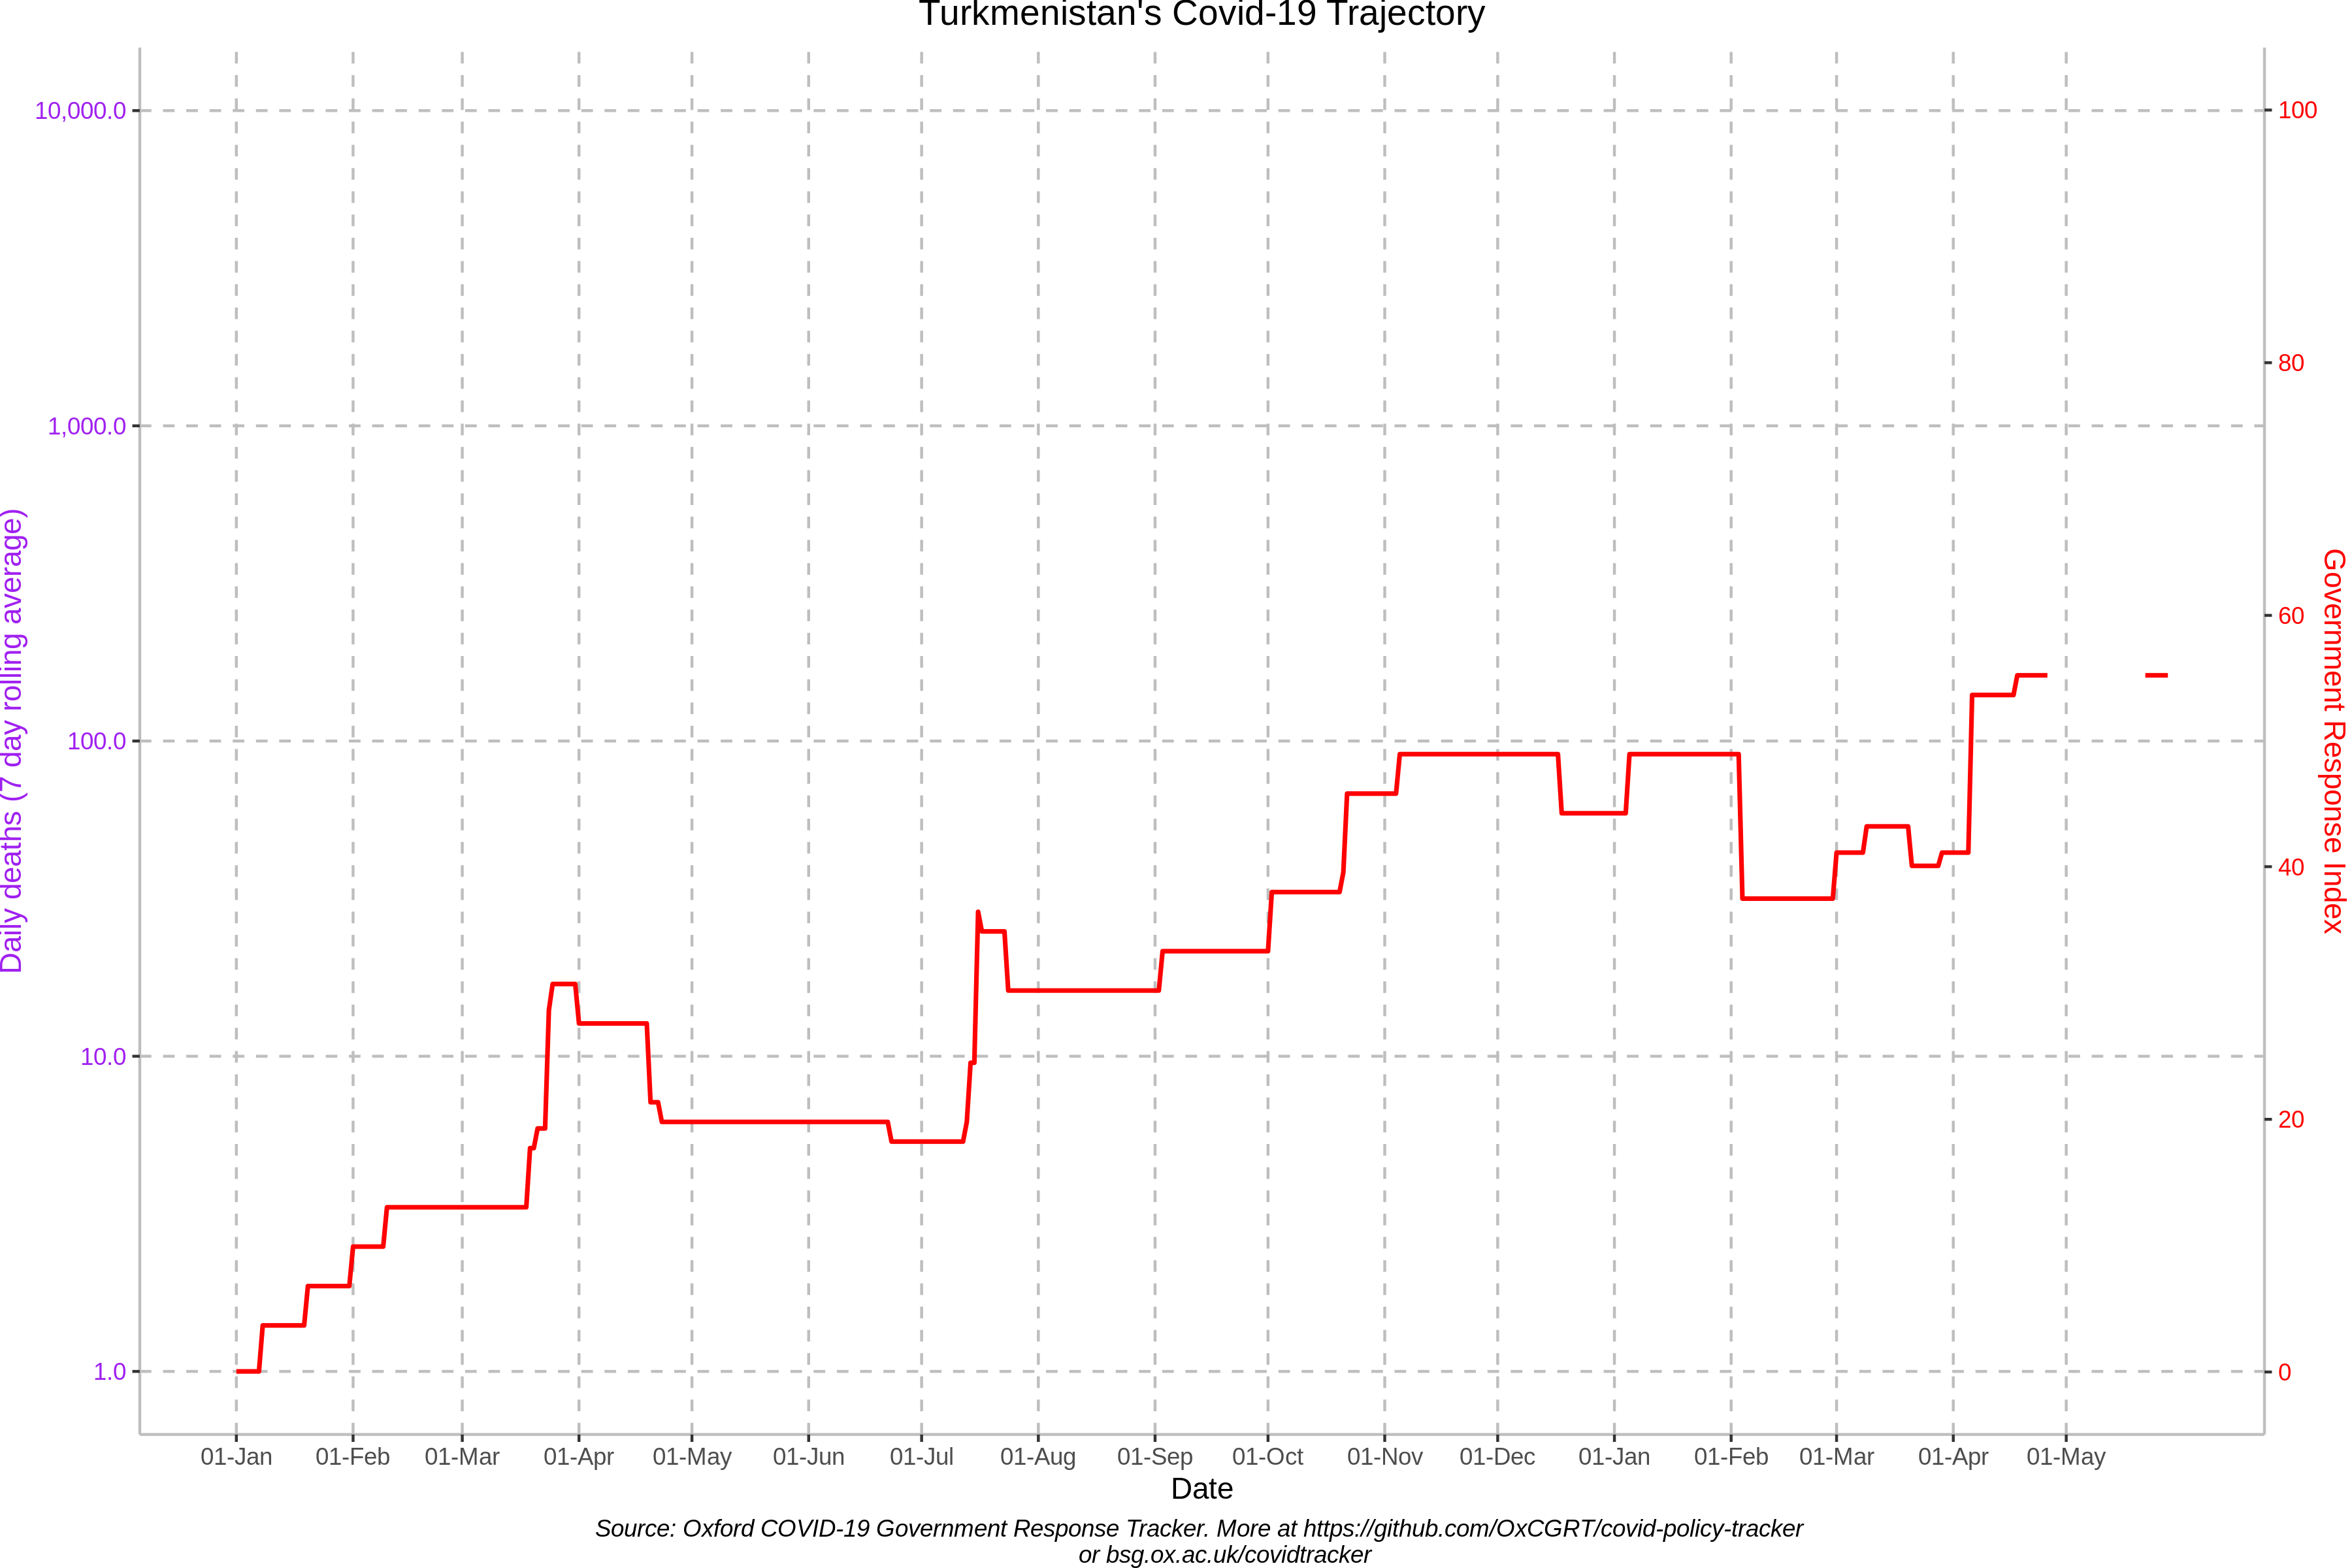 Turkmenistan's Covid-19 Trajectory
10,000.0
1,000.0
100.0
10.0
1.0
Daily deaths (7 day rolling average)
100
80
60
40
20
0
Government Response Index
01-Jan
01-Feb
01-Mar
01-Apr
01-May
01-Jun
01-Jul
01-Aug
01-Sep
01-Oct
01-Nov
01-Dec
01-Jan
01-Feb
01-Mar
01-Apr
01-May
Date
Source: Oxford COVID-19 Government Response Tracker. More at https://github.com/OxCGRT/covid-policy-tracker
or bsg.ox.ac.uk/covidtracker